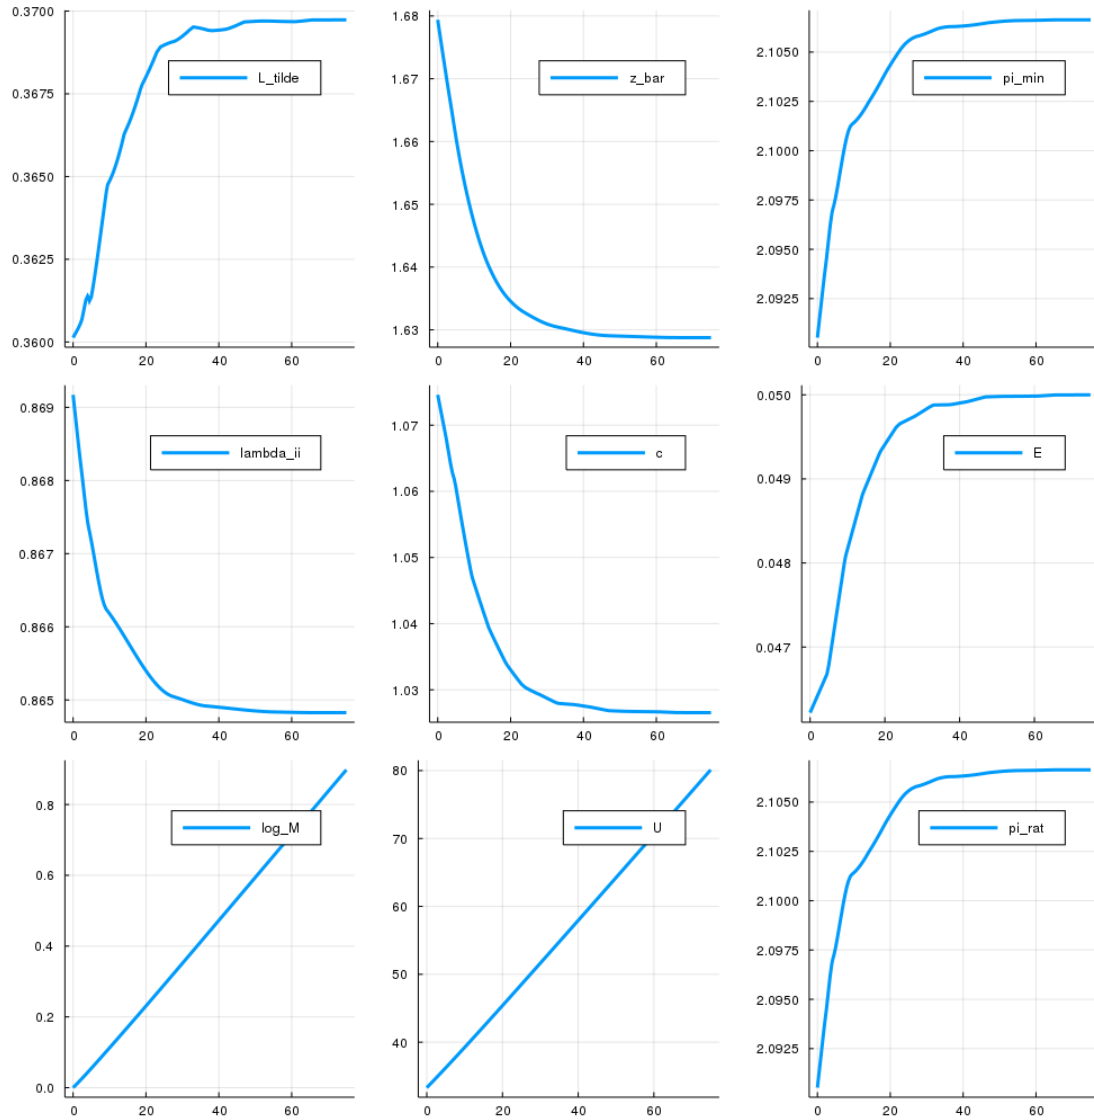 0.3700
0.3675
0.3650
0.3625
0.3600
L_tilde
0 20 40 60
1.68
1.67
1.66
1.65
1.64
1.63
z_bar
0 20 40 60
2.1050
2.1025
2.1000
2.0975
2.0950
2.0925
pi_min
0 20 40 60
0.869
0.868
0.867
0.866
0.865
lambda_ii
0 20 40 60
1.07
1.06
1.05
1.04
1.03
c
0 20 40 60
0.050
0.049
0.048
0.047
E
0 20 40 60
0.8
0.6
0.4
0.2
0.0
log_M
0 20 40 60
80
70
60
50
40
U
0 20 40 60
2.1050
2.1025
2.1000
2.0975
2.0950
2.0925
pi_rat
0 20 40 60